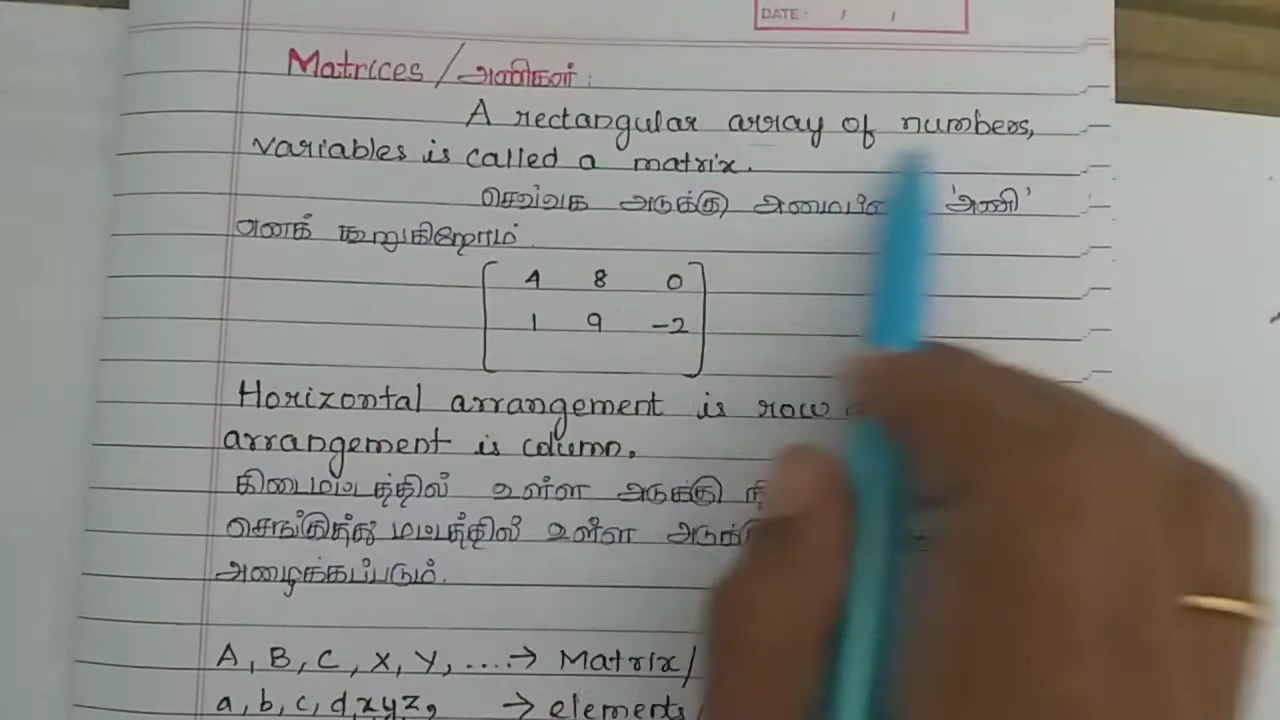 DATE : / /
Matrices / அணிகள் :
A rectangular array of numbers,
variables is called a matrix.
செவ்வக அடுக்கு 'அணி'
எனக் கூறுகிறோம்.
4 8 0
1 9 -2
Horizontal arrangement is row
arrangement is column.
கிடைமட்டத்தில் உள்ள அடுக்கு
செங்குத்து மட்டத்தில் உள்ள
அழைக்கப்படும்.
A, B, C, X, Y, ....→ Matrix/
a, b, c, d, x y z, → elements